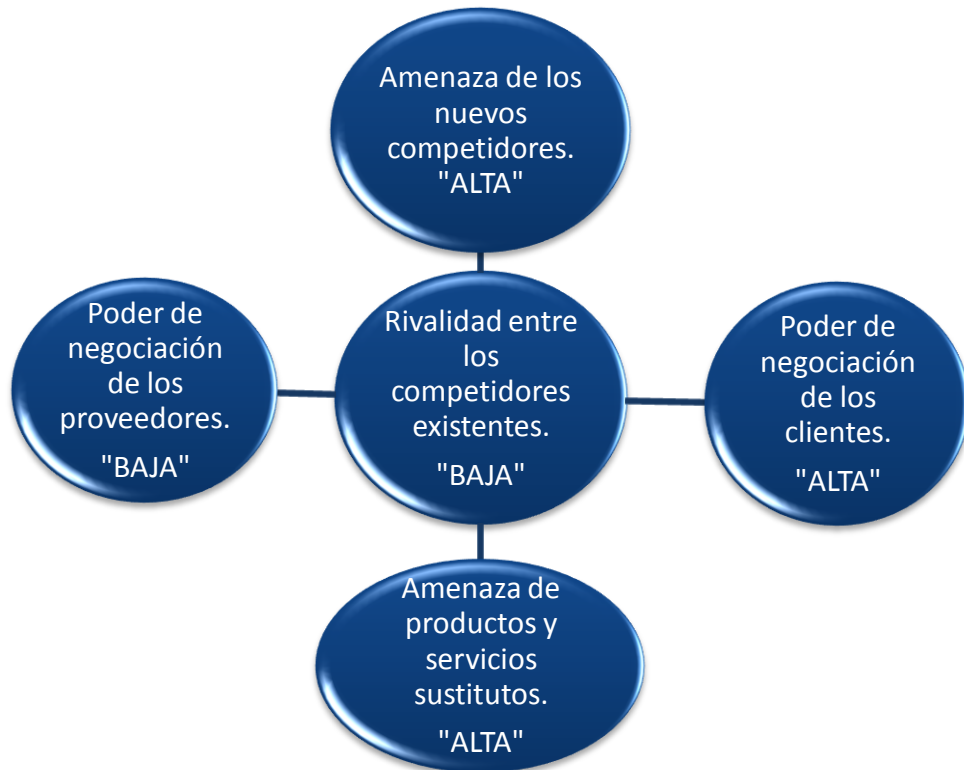 Amenaza de los
nuevos
competidores.
"ALTA"
Poder de
negociación
de los
proveedores.
"BAJA"
Rivalidad entre
los
competidores
existentes.
"BAJA"
Poder de
negociación
de los
clientes.
"ALTA"
Amenaza de
productos y
servicios
sustitutos.
"ALTA"